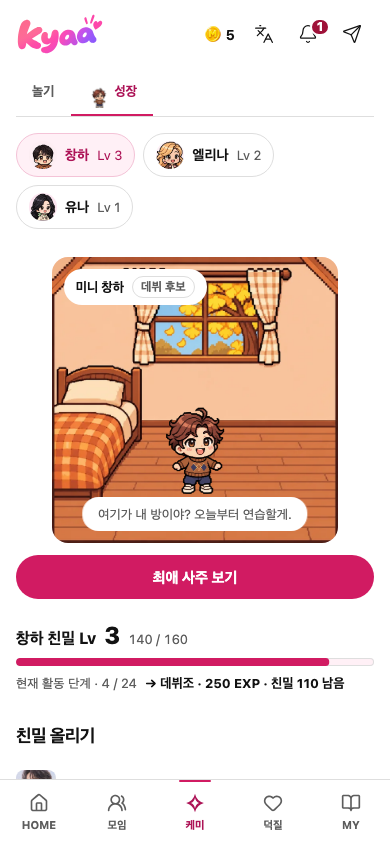 kyaa
5
1
놀기
성장
창하 Lv 3
엘리나 Lv 2
유나 Lv 1
미니 창하 데뷔 후보
여기가 내 방이야? 오늘부터 연습할게.
최애 사주 보기
창하 친밀 Lv 3 140 / 160
현재 활동 단계 · 4 / 24 → 데뷔조 · 250 EXP · 친밀 110 남음
친밀 올리기
HOME
모임
케미
덕질
MY